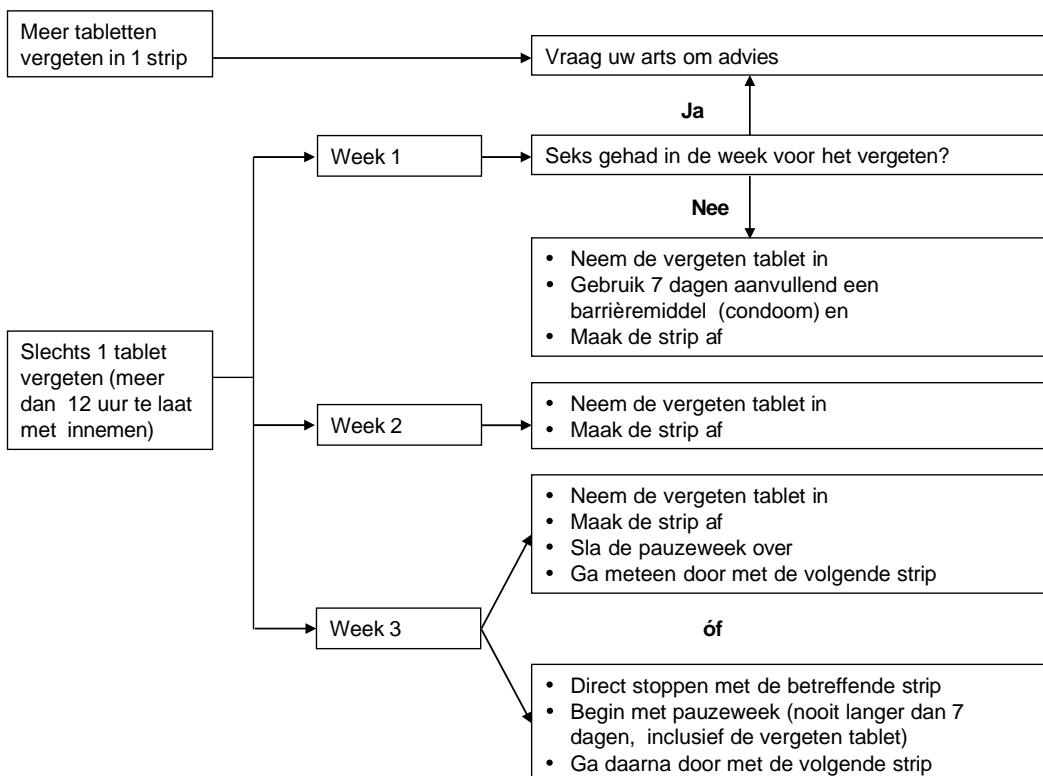 Meer tabletten
vergeten in 1 strip
Vraag uw arts om advies
Ja
Week 1
Seks gehad in de week voor het vergeten?
Nee
• Neem de vergeten tablet in
• Gebruik 7 dagen aanvullend een
barrièremiddel (condoom) en
• Maak de strip af
Slechts 1 tablet
vergeten (meer
dan 12 uur te laat
met innemen)
Week 2
• Neem de vergeten tablet in
• Maak de strip af
• Neem de vergeten tablet in
• Maak de strip af
• Sla de pauzeweek over
• Ga meteen door met de volgende strip
Week 3
óf
• Direct stoppen met de betreffende strip
• Begin met pauzeweek (nooit langer dan 7
dagen, inclusief de vergeten tablet)
• Ga daarna door met de volgende strip